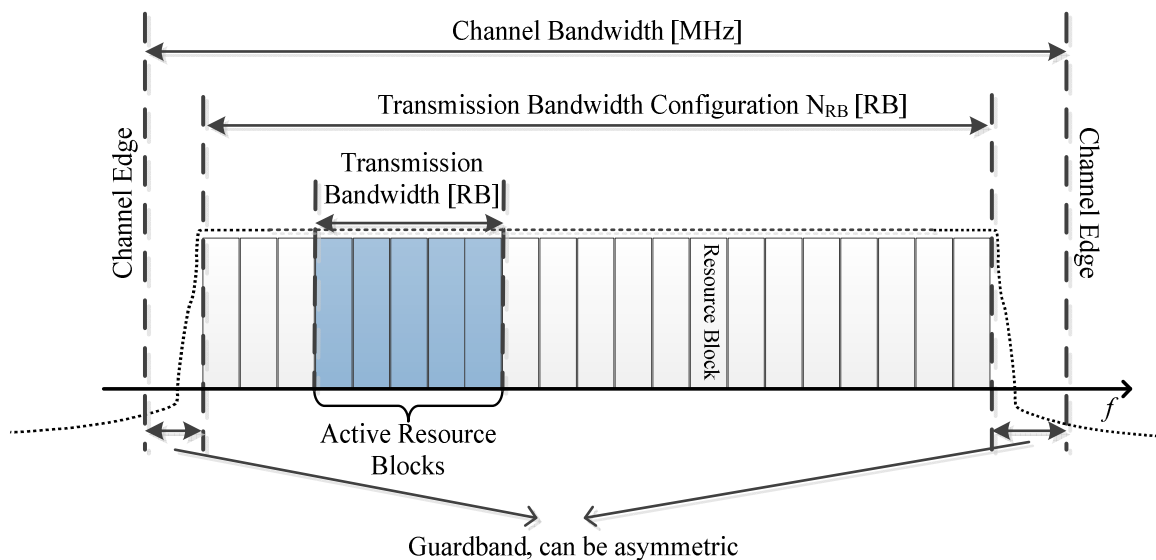 Channel Bandwidth [MHz]
Transmission Bandwidth Configuration NRB [RB]
Channel Edge
Transmission
Bandwidth [RB]
Channel Edge
Resource Block
f
Active Resource
Blocks
Guardband, can be asymmetric